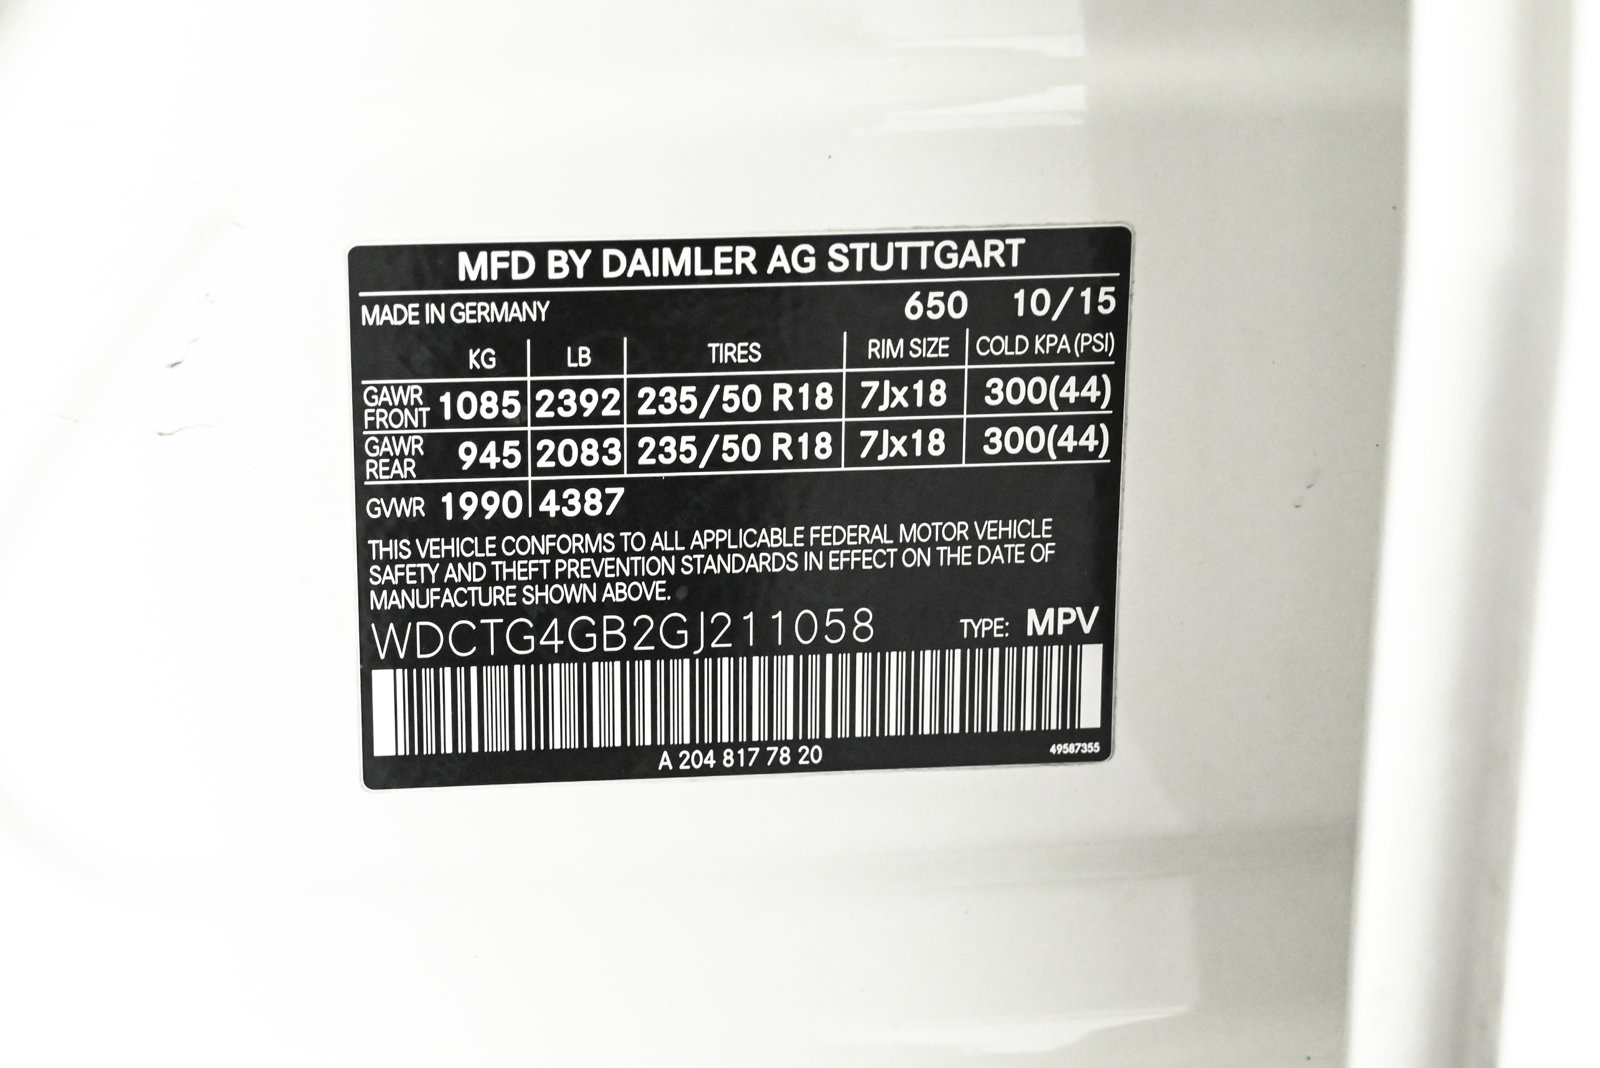 MFD BY DAIMLER AG STUTTGART
MADE IN GERMANY 650 10/15
KG LB TIRES RIM SIZE COLD KPA (PSI)
GAWR FRONT 1085 2392 235/50 R18 7Jx18 300(44)
GAWR REAR 945 2083 235/50 R18 7Jx18 300(44)
GVWR 1990 4387
THIS VEHICLE CONFORMS TO ALL APPLICABLE FEDERAL MOTOR VEHICLE
SAFETY AND THEFT PREVENTION STANDARDS IN EFFECT ON THE DATE OF
MANUFACTURE SHOWN ABOVE.
WDCTG4GB2GJ211058 TYPE: MPV
A 204 817 78 20 49587355